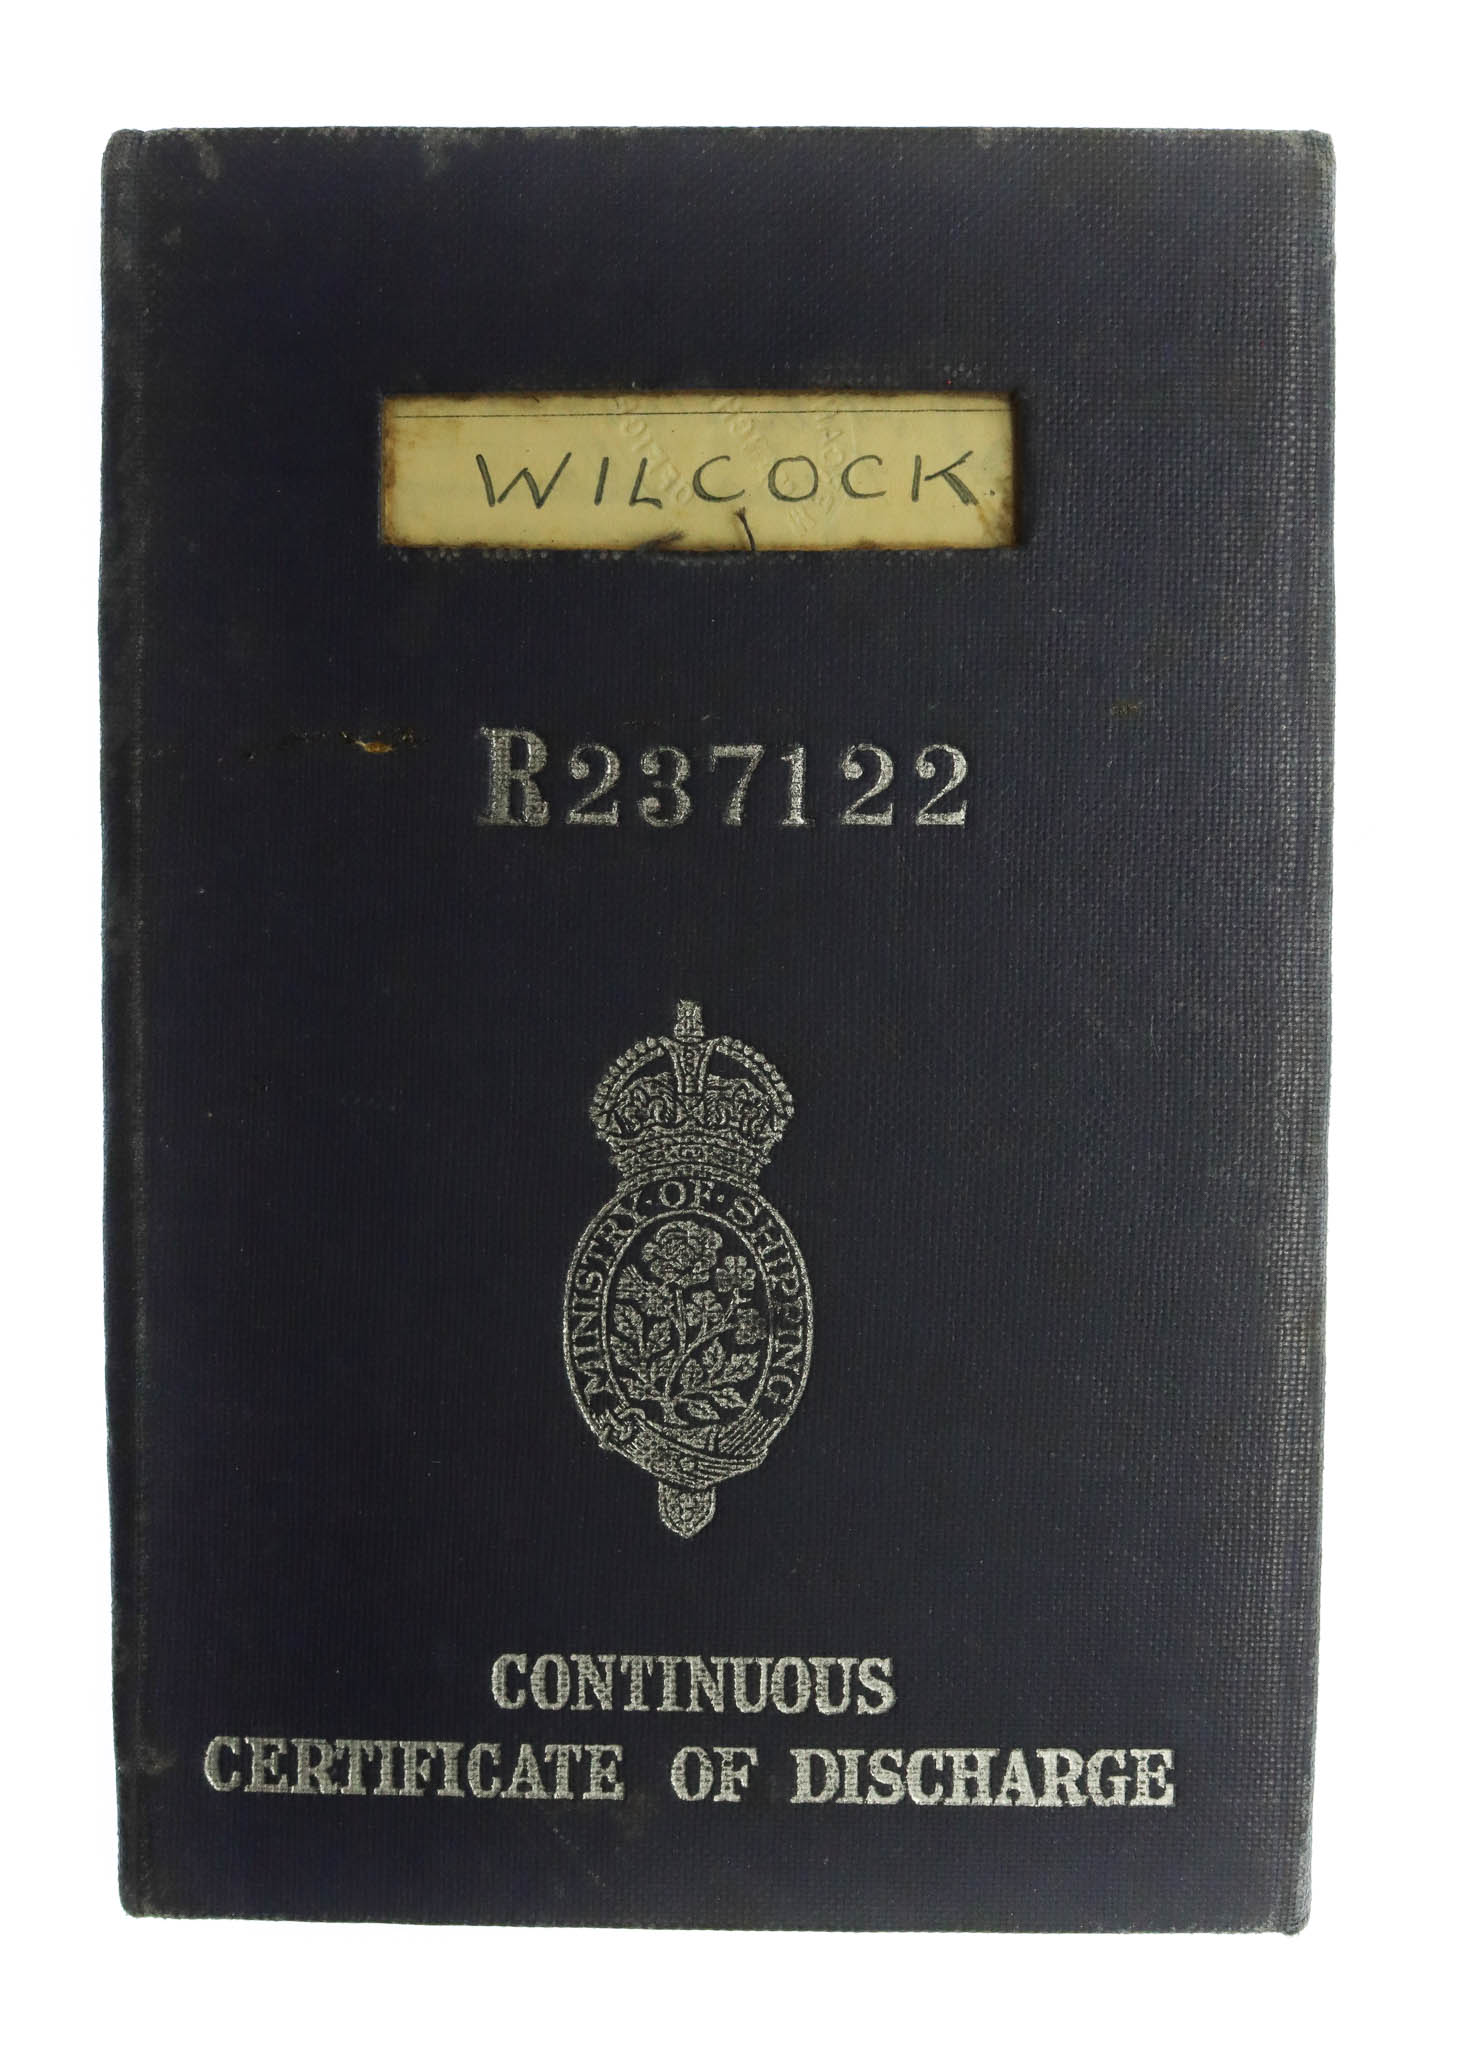 WILCOCK.
R237122
MINISTRY·OF·SHIPPING
CONTINUOUS
CERTIFICATE OF DISCHARGE